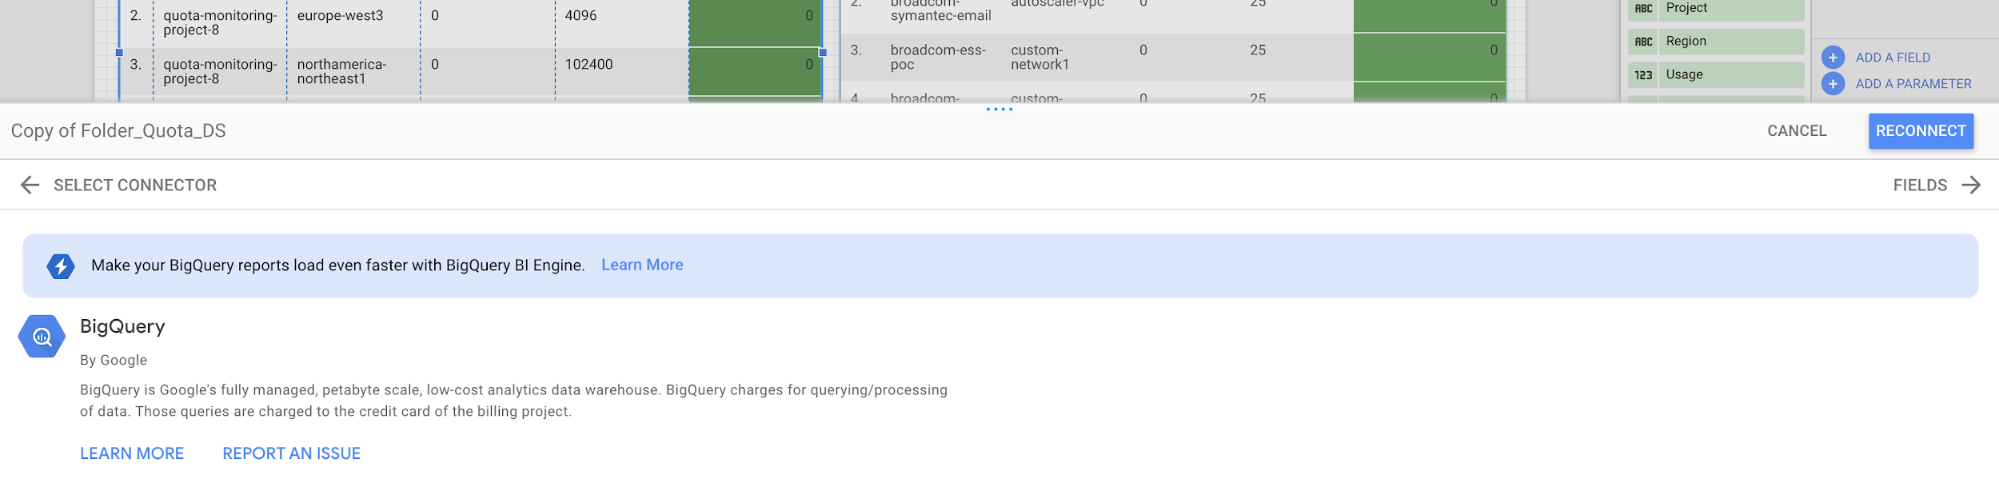 2. quota-monitoring- europe-west3 0 4096 0
project-8
3. quota-monitoring- northamerica- 0 102400 0
project-8 northeast1
2. broadcom- autoscaler-vpc 0 25 0
symantec-email
3. broadcom-ess- custom- 0 25 0
poc network1
4. broadcom- custom- 0 25 0
ABC Project
ABC Region
123 Usage
ADD A FIELD
ADD A PARAMETER
Copy of Folder_Quota_DS
CANCEL RECONNECT
SELECT CONNECTOR
FIELDS
Make your BigQuery reports load even faster with BigQuery BI Engine. Learn More
BigQuery
By Google
BigQuery is Google's fully managed, petabyte scale, low-cost analytics data warehouse. BigQuery charges for querying/processing
of data. Those queries are charged to the credit card of the billing project.
LEARN MORE REPORT AN ISSUE